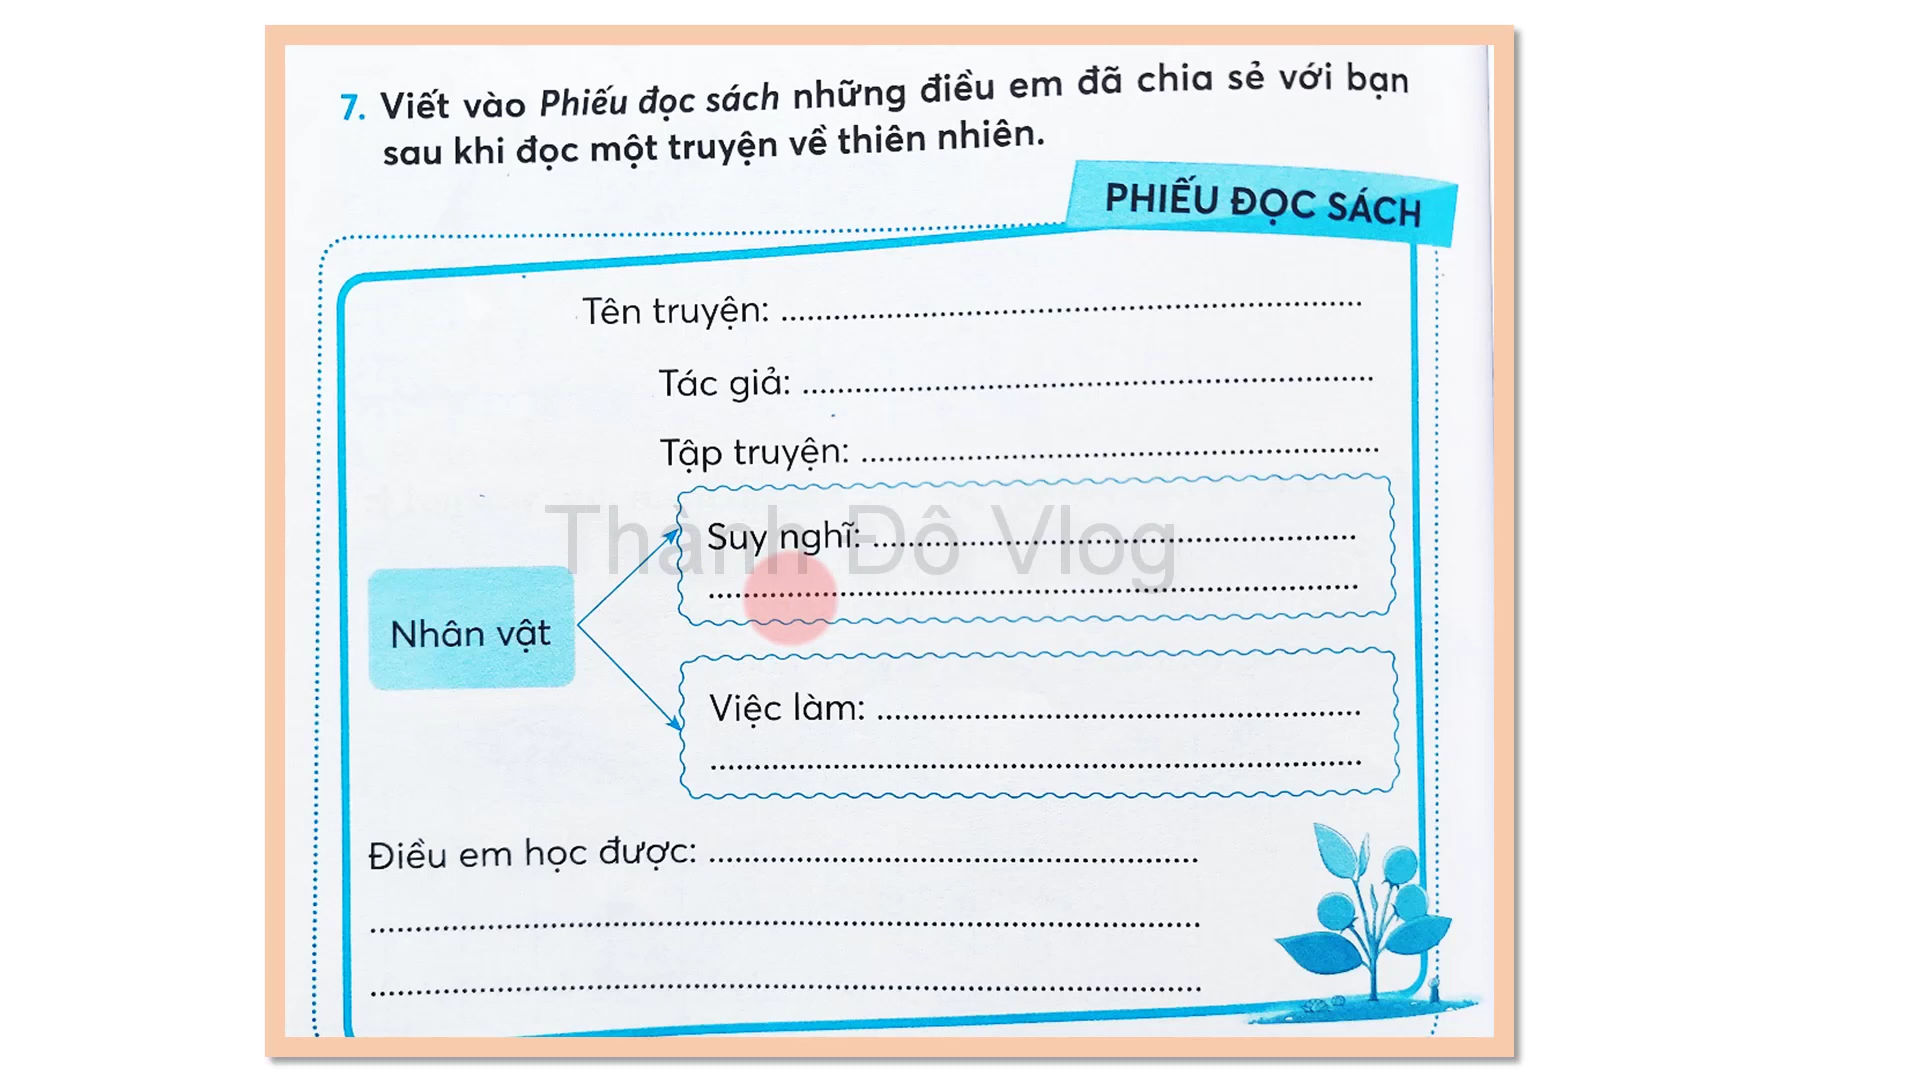 7. Viết vào Phiếu đọc sách những điều em đã chia sẻ với bạn
sau khi đọc một truyện về thiên nhiên.
PHIẾU ĐỌC SÁCH
Tên truyện:
Tác giả:
Tập truyện:
Thành Đô Vlog
Suy nghĩ:
Nhân vật
Việc làm:
Điều em học được: